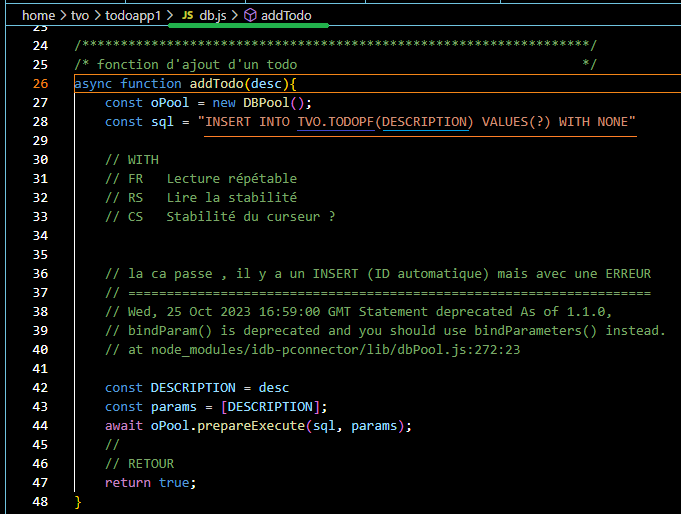 home > tvo > todoapp1 > JS db.js > addTodo
23
24 /******************************************************************/
25 /* fonction d'ajout d'un todo */
26 async function addTodo(desc){
27 const oPool = new DBPool();
28 const sql = "INSERT INTO TVO.TODOPF(DESCRIPTION) VALUES(?) WITH NONE"
29
30 // WITH
31 // FR Lecture répétable
32 // RS Lire la stabilité
33 // CS Stabilité du curseur ?
34
35
36 // la ca passe , il y a un INSERT (ID automatique) mais avec une ERREUR
37 // ====================================================================
38 // Wed, 25 Oct 2023 16:59:00 GMT Statement deprecated As of 1.1.0,
39 // bindParam() is deprecated and you should use bindParameters() instead.
40 // at node_modules/idb-pconnector/lib/dbPool.js:272:23
41
42 const DESCRIPTION = desc
43 const params = [DESCRIPTION];
44 await oPool.prepareExecute(sql, params);
45 //
46 // RETOUR
47 return true;
48 }